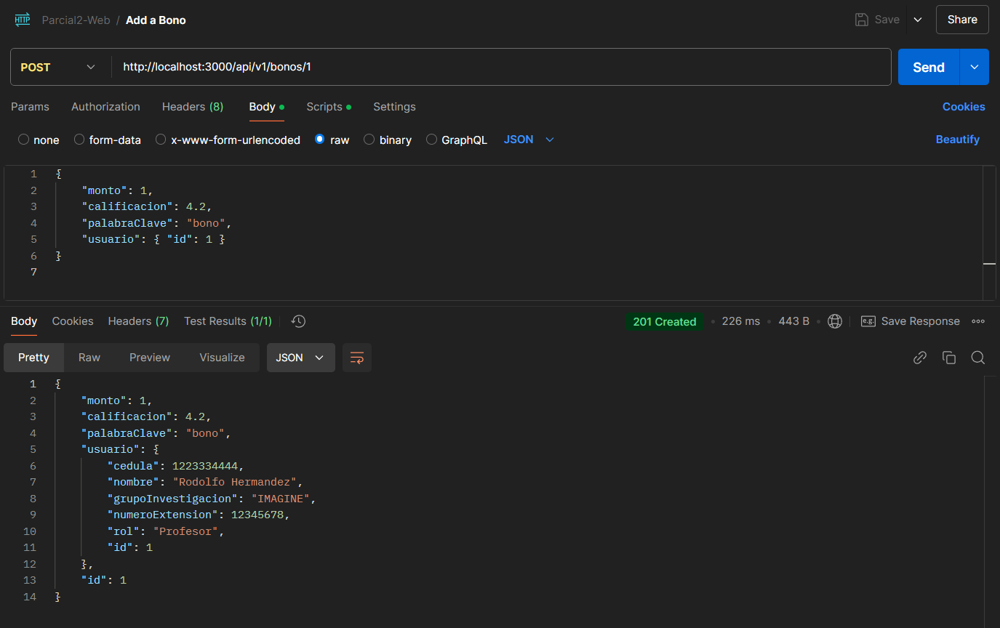 HTTP Parcial2-Web / Add a Bono Save Share
POST http://localhost:3000/api/v1/bonos/1 Send
Params Authorization Headers (8) Body Scripts Settings Cookies
none form-data x-www-form-urlencoded raw binary GraphQL JSON Beautify
1 {
2 "monto": 1,
3 "calificacion": 4.2,
4 "palabraClave": "bono",
5 "usuario": { "id": 1 }
6 }
7
Body Cookies Headers (7) Test Results (1/1) 201 Created 226 ms 443 B e.g. Save Response
Pretty Raw Preview Visualize JSON
1 {
2 "monto": 1,
3 "calificacion": 4.2,
4 "palabraClave": "bono",
5 "usuario": {
6 "cedula": 1223334444,
7 "nombre": "Rodolfo Hermandez",
8 "grupoInvestigacion": "IMAGINE",
9 "numeroExtension": 12345678,
10 "rol": "Profesor",
11 "id": 1
12 },
13 "id": 1
14 }